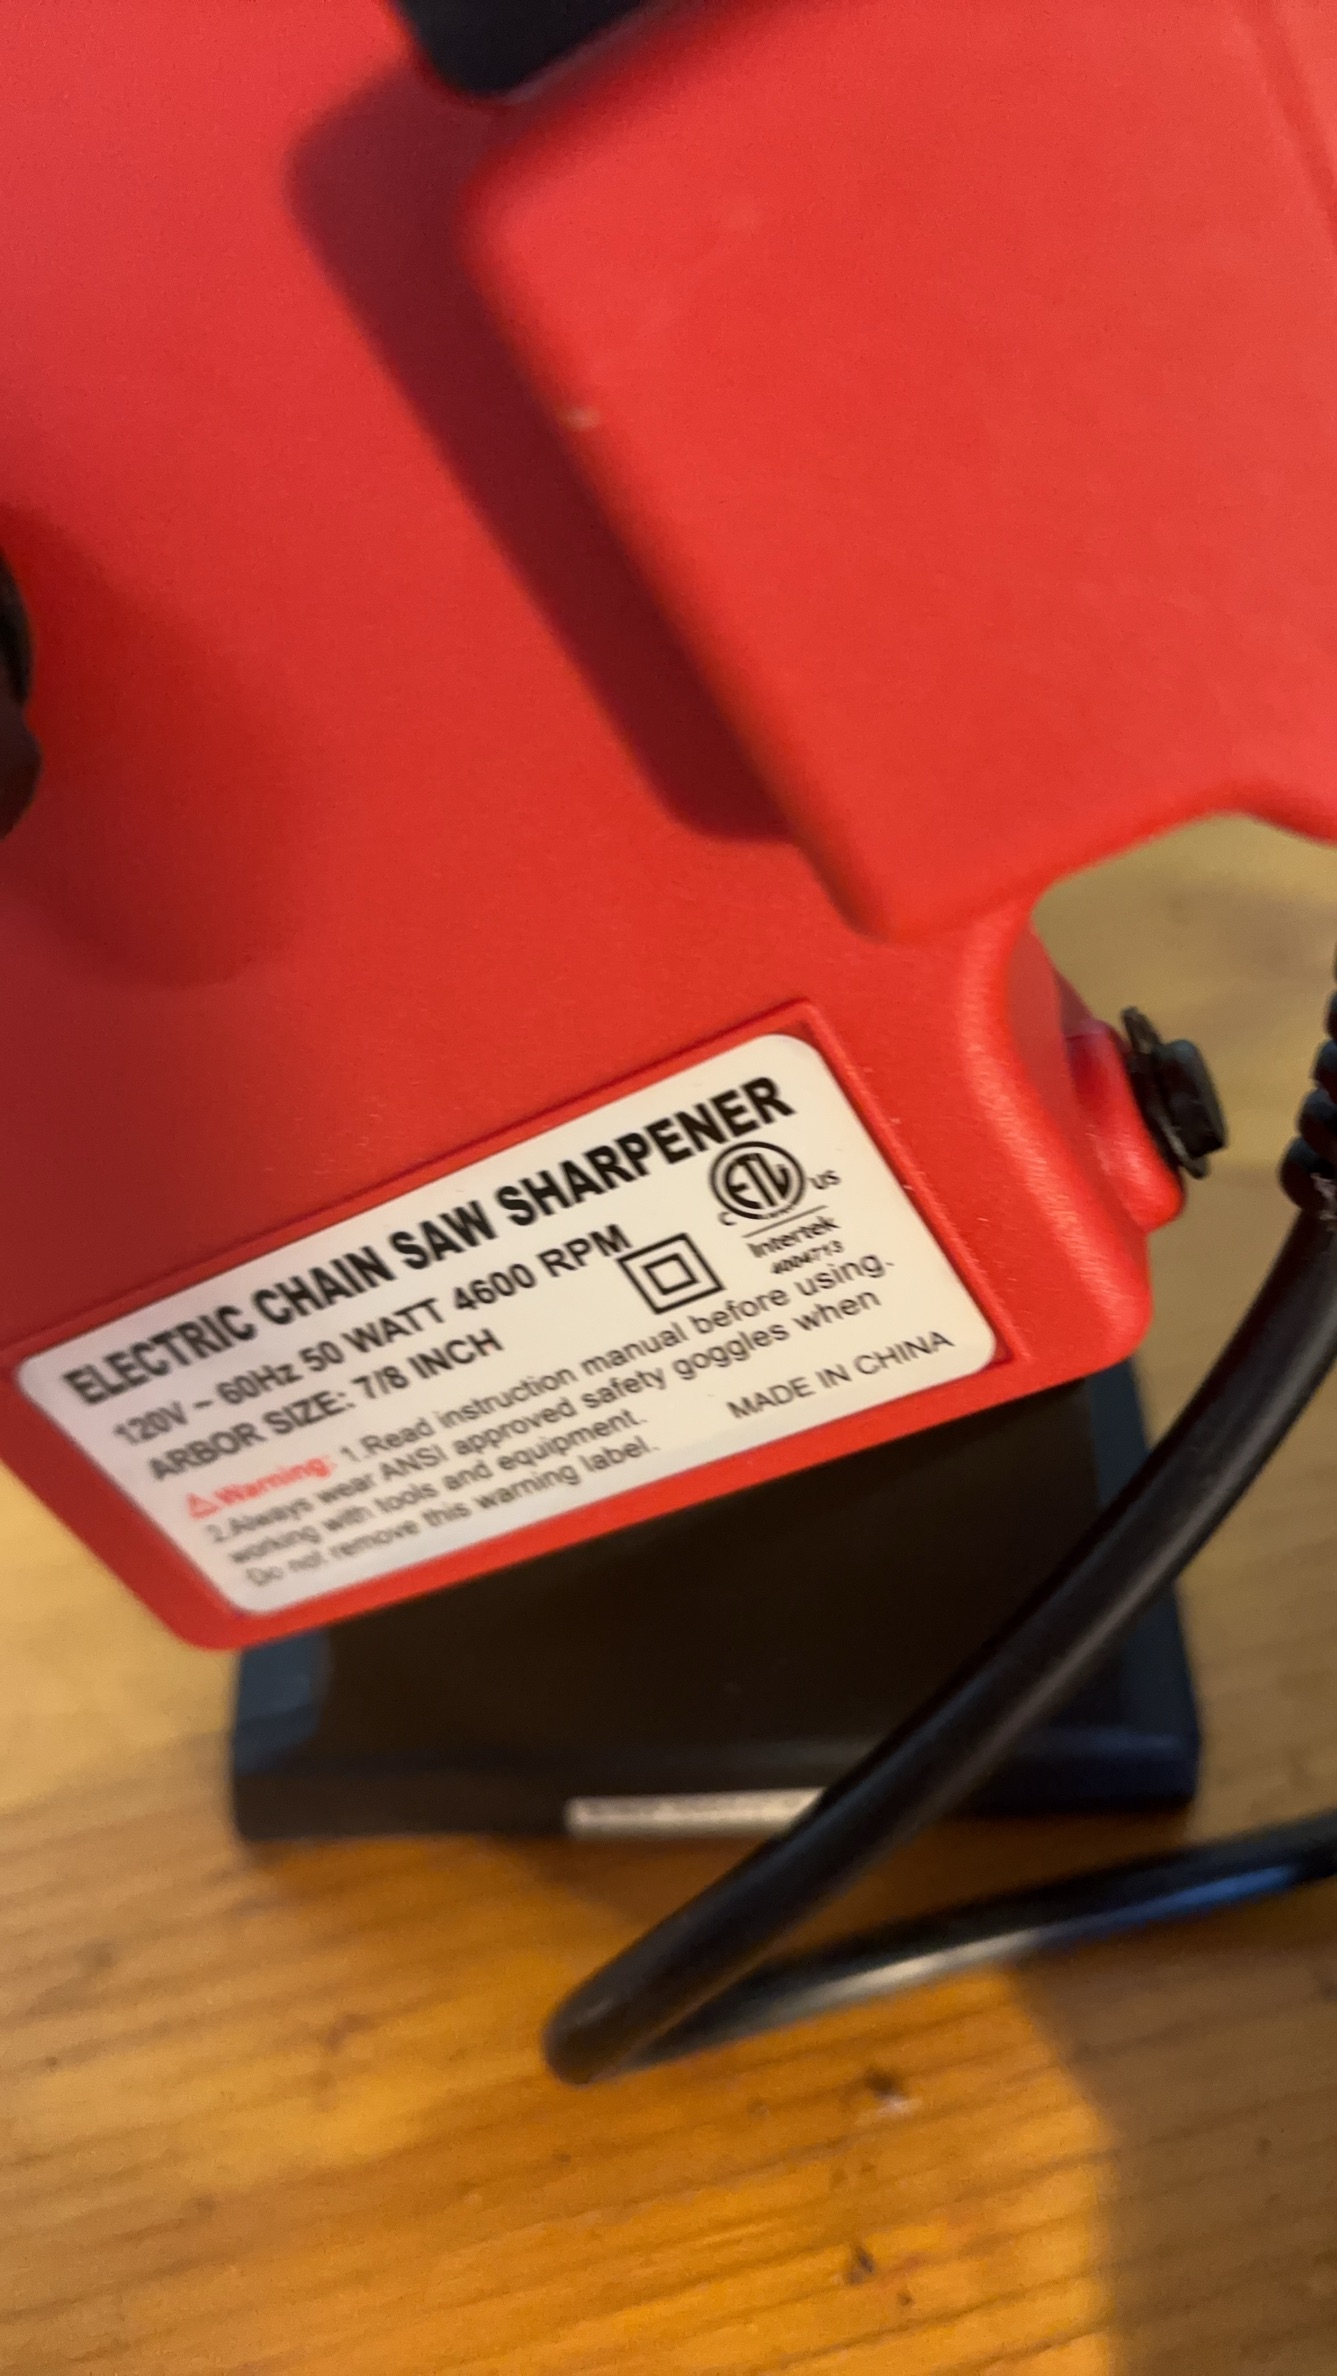 ELECTRIC CHAIN SAW SHARPENER
120V ~ 60Hz 50 WATT 4600 RPM
ARBOR SIZE: 7/8 INCH
ETL
C US
Intertek
4004713
Warning: 1.Read instruction manual before using.
2.Always wear ANSI approved safety goggles when
working with tools and equipment.
Do not remove this warning label.
MADE IN CHINA